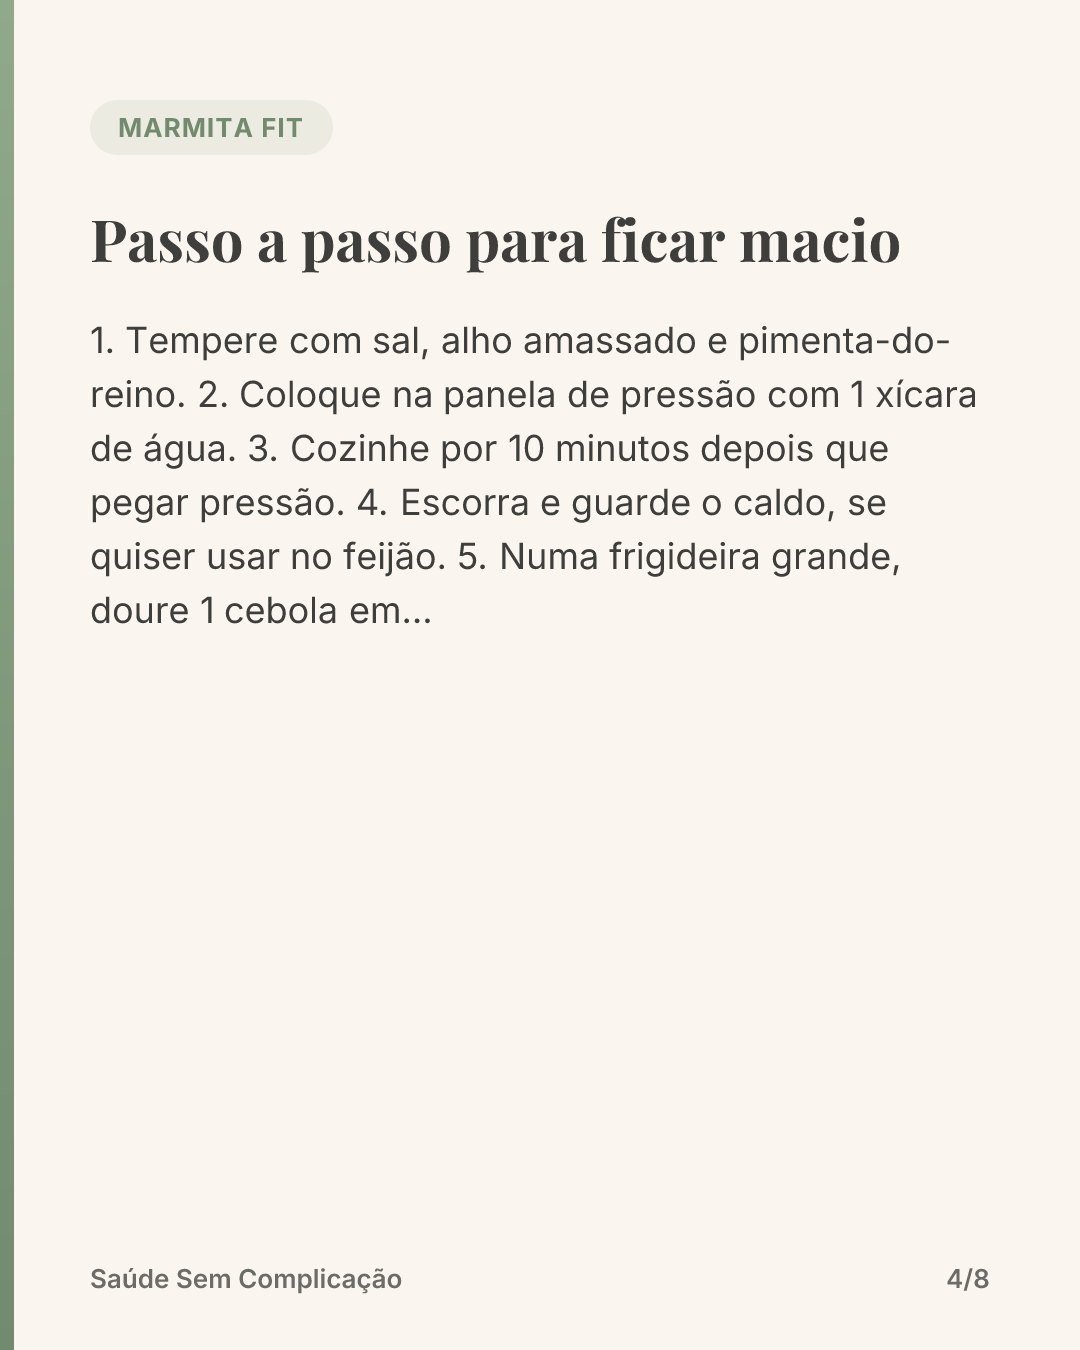 MARMITA FIT
Passo a passo para ficar macio
1. Tempere com sal, alho amassado e pimenta-do-
reino. 2. Coloque na panela de pressão com 1 xícara
de água. 3. Cozinhe por 10 minutos depois que
pegar pressão. 4. Escorra e guarde o caldo, se
quiser usar no feijão. 5. Numa frigideira grande,
doure 1 cebola em...
Saúde Sem Complicação
4/8